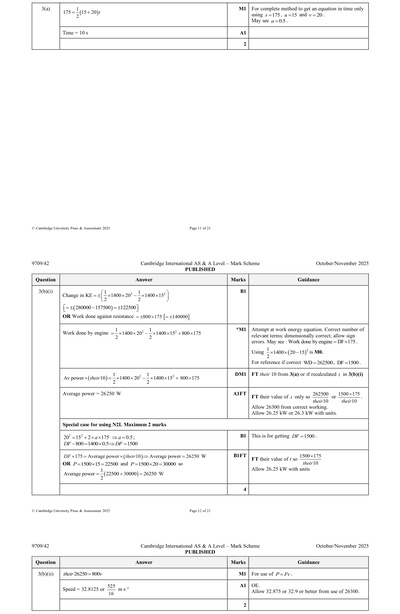 3(a)
175 = 1/2 (15 + 20)t
M1
For complete method to get an equation in time only
using s = 175, u = 15 and v = 20.
May see a = 0.5.
Time = 10 s
A1
2
© Cambridge University Press & Assessment 2025
Page 11 of 21
9709/42
Cambridge International AS & A Level – Mark Scheme
October/November 2025
PUBLISHED
Question
Answer
Marks
Guidance
3(b)(i)
Change in KE = ±(1/2 × 1400 × 20² − 1/2 × 1400 × 15²)
[= ±(280000 − 157500) = ±122500]
OR Work done against resistance = ±800 × 175 [= ±140000]
B1
Work done by engine = 1/2 × 1400 × 20² − 1/2 × 1400 × 15² + 800 × 175
*M1
Attempt at work energy equation. Correct number of
relevant terms; dimensionally correct; allow sign
errors. May see : Work done by engine = DF × 175.
Using 1/2 × 1400 × (20 − 15)² is M0.
For reference if correct WD = 262500, DF = 1500.
Av power × (their 10) = 1/2 × 1400 × 20² − 1/2 × 1400 × 15² + 800 × 175
DM1
FT their 10 from 3(a) or if recalculated in 3(b)(i)
Average power = 26250 W
A1FT
FT their value of only so 262500/their10 or 1500×175/their10
Allow 26300 from correct working.
Allow 26.25 kW or 26.3 kW with units.
Special case for using N2L Maximum 2 marks
20² = 15² + 2 × a × 175 ⇒ a = 0.5;
DF − 800 = 1400 × 0.5 ⇒ DF = 1500
B1
This is for getting DF = 1500.
DF × 175 = Average power × (their 10) ⇒ Average power = 26250 W
OR P = 1500 × 15 = 22500 and P = 1500 × 20 = 30000 so
Average power = 1/2 (22500 + 30000) = 26250 W
B1FT
FT their value of t so 1500×175/their10
Allow 26.25 kW with units
4
© Cambridge University Press & Assessment 2025
Page 12 of 21
9709/42
Cambridge International AS & A Level – Mark Scheme
October/November 2025
PUBLISHED
Question
Answer
Marks
Guidance
3(b)(ii)
their 26250 = 800v
M1
For use of P = Fv.
Speed = 32.8125 or 525/16 m s⁻¹
A1
OE.
Allow 32.875 or 32.9 or better from use of 26300.
2